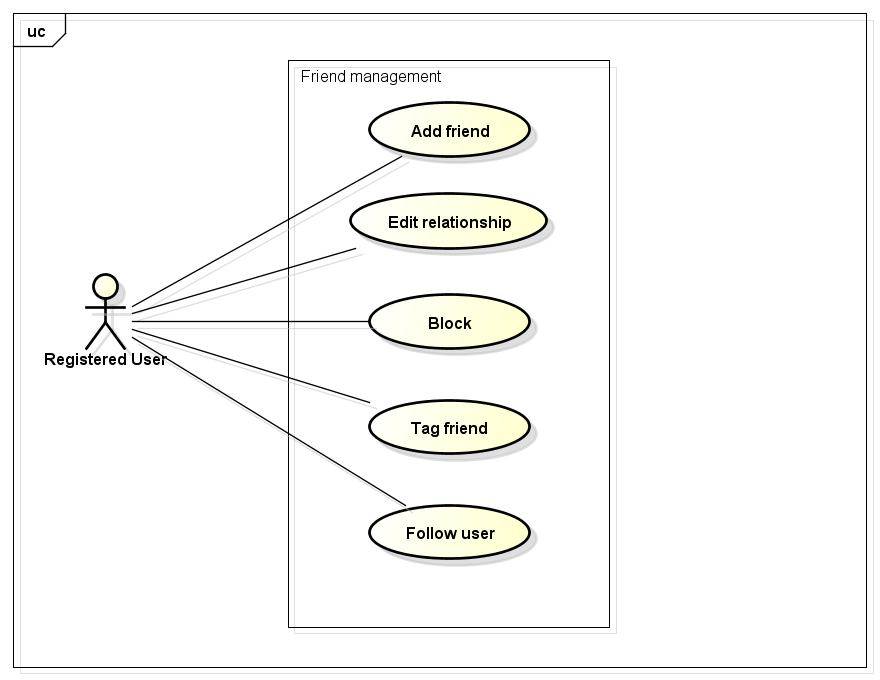 uc
Friend management
Add friend
Edit relationship
Block
Registered User
Tag friend
Follow user